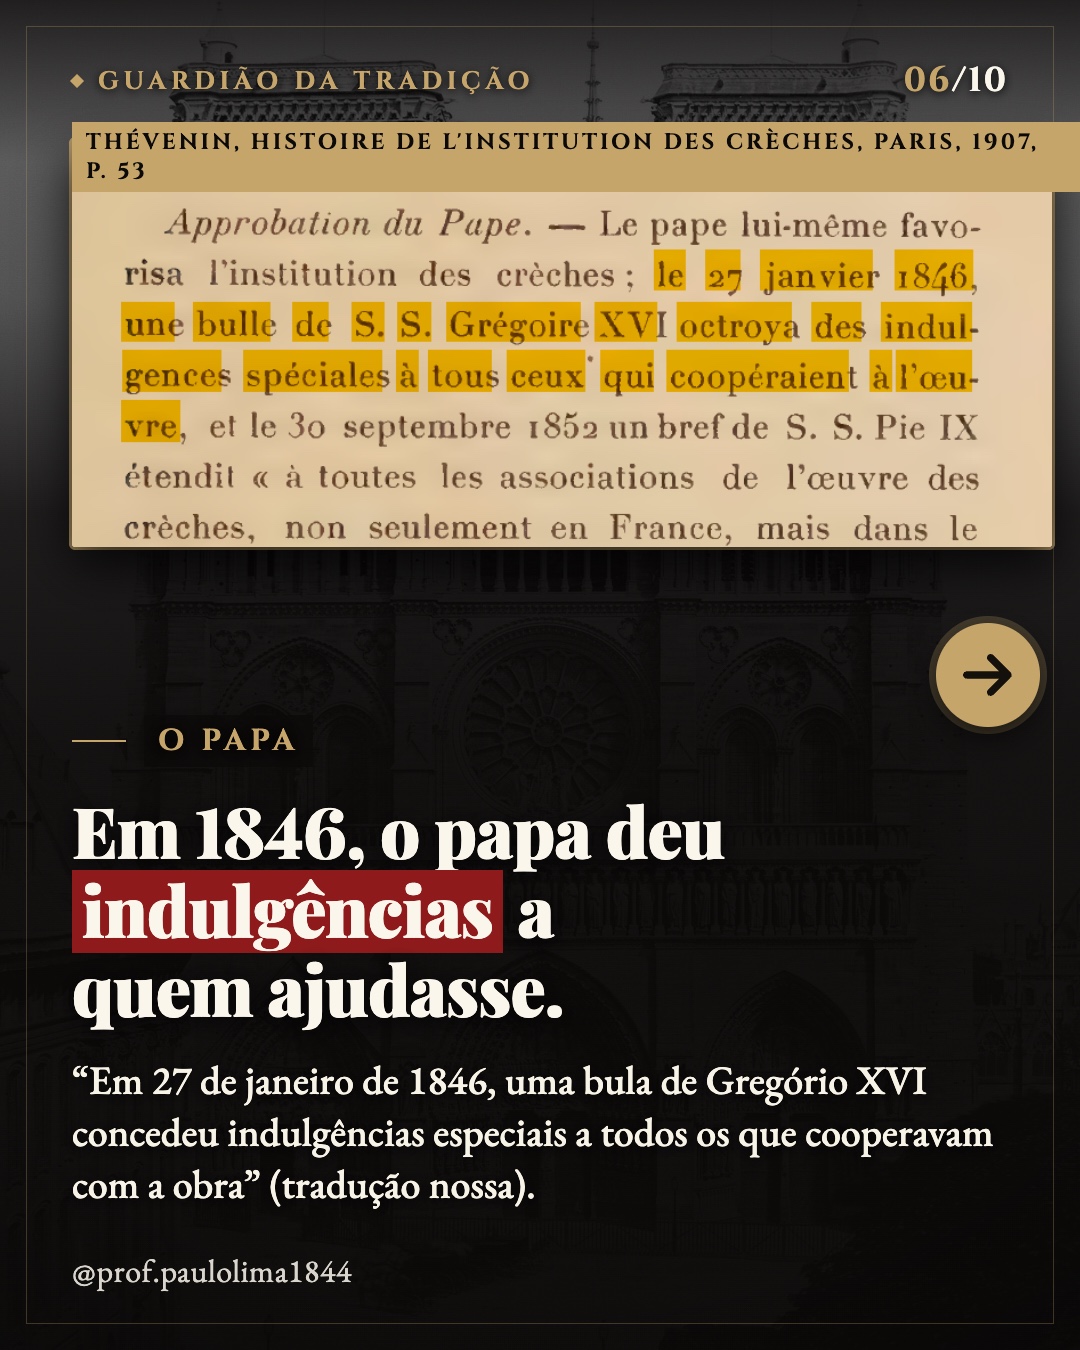 GUARDIÃO DA TRADIÇÃO
06/10
THÉVENIN, HISTOIRE DE L'INSTITUTION DES CRÈCHES, PARIS, 1907,
P. 53
Approbation du Pape. — Le pape lui-même favo-
risa l'institution des crèches ; le 27 janvier 1846,
une bulle de S. S. Grégoire XVI octroya des indul-
gences spéciales à tous ceux qui coopéraient à l'œu-
vre, et le 30 septembre 1852 un bref de S. S. Pie IX
étendit « à toutes les associations de l'œuvre des
crèches, non seulement en France, mais dans le
O PAPA
Em 1846, o papa deu
indulgências a
quem ajudasse.
“Em 27 de janeiro de 1846, uma bula de Gregório XVI
concedeu indulgências especiais a todos os que cooperavam
com a obra” (tradução nossa).
@prof.paulolima1844